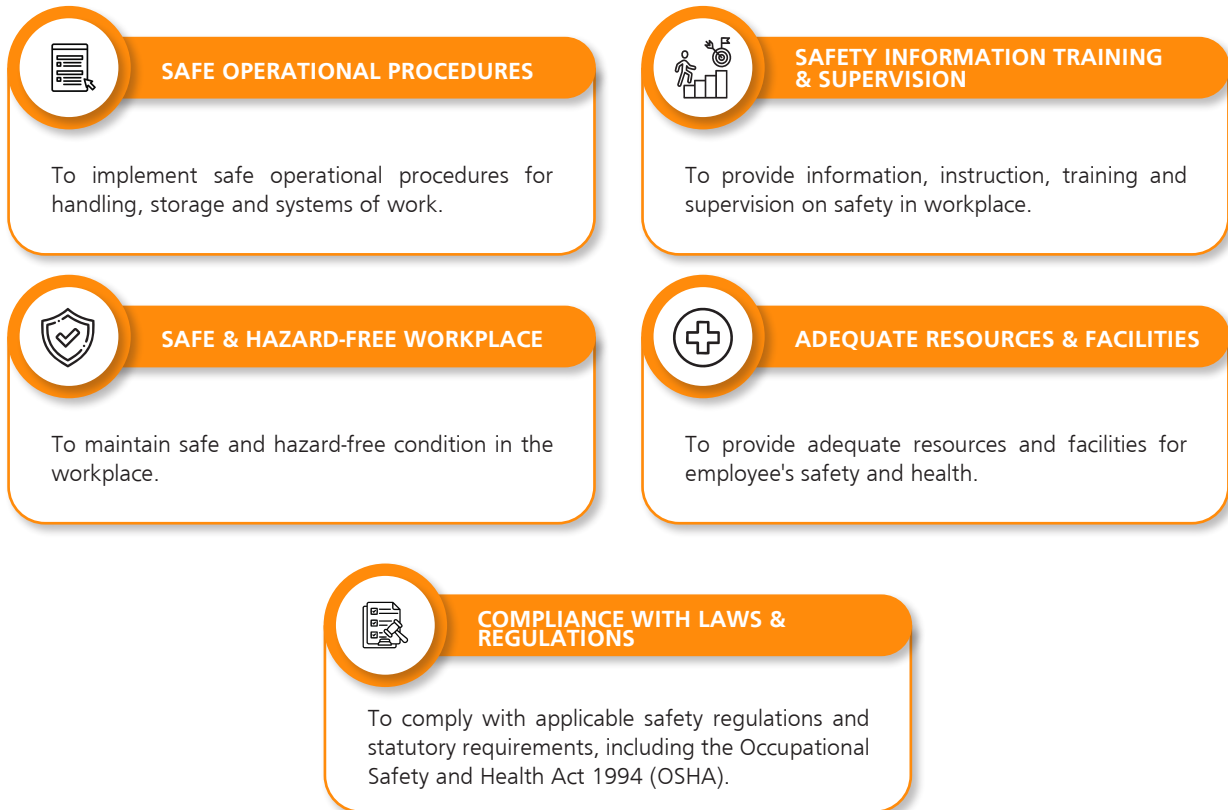 SAFE OPERATIONAL PROCEDURES
To implement safe operational procedures for
handling, storage and systems of work.
SAFETY INFORMATION TRAINING
& SUPERVISION
To provide information, instruction, training and
supervision on safety in workplace.
SAFE & HAZARD-FREE WORKPLACE
To maintain safe and hazard-free condition in the
workplace.
ADEQUATE RESOURCES & FACILITIES
To provide adequate resources and facilities for
employee's safety and health.
COMPLIANCE WITH LAWS &
REGULATIONS
To comply with applicable safety regulations and
statutory requirements, including the Occupational
Safety and Health Act 1994 (OSHA).